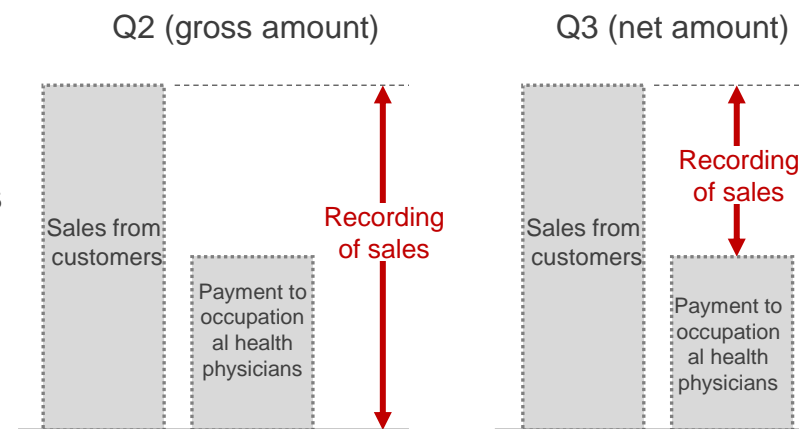 Q2 (gross amount)
Q3 (net amount)
Sales from
customers
Payment to
occupation
al health
physicians
Recording
of sales
Sales from
customers
Recording
of sales
Payment to
occupation
al health
physicians